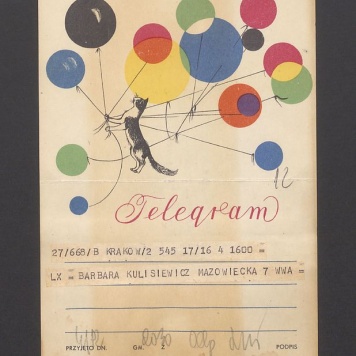 12
Telegram
27/668/B KRAKOW/2 545 17/16 4 1600 =
LX = BARBARA KULISIEWICZ MAZOWIECKA 7 WWA =
PRZYJĘTO DN. GM. Z PODPIS